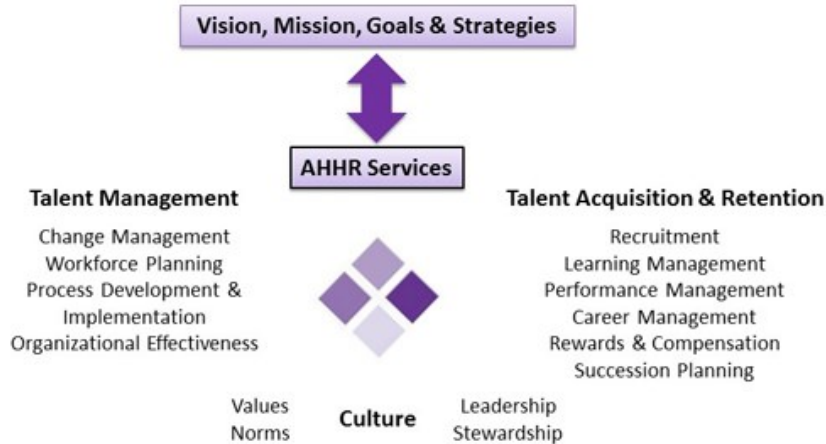 Vision, Mission, Goals & Strategies
AHHR Services
Talent Management
Change Management
Workforce Planning
Process Development &
Implementation
Organizational Effectiveness
Talent Acquisition & Retention
Recruitment
Learning Management
Performance Management
Career Management
Rewards & Compensation
Succession Planning
Values
Norms
Culture
Leadership
Stewardship